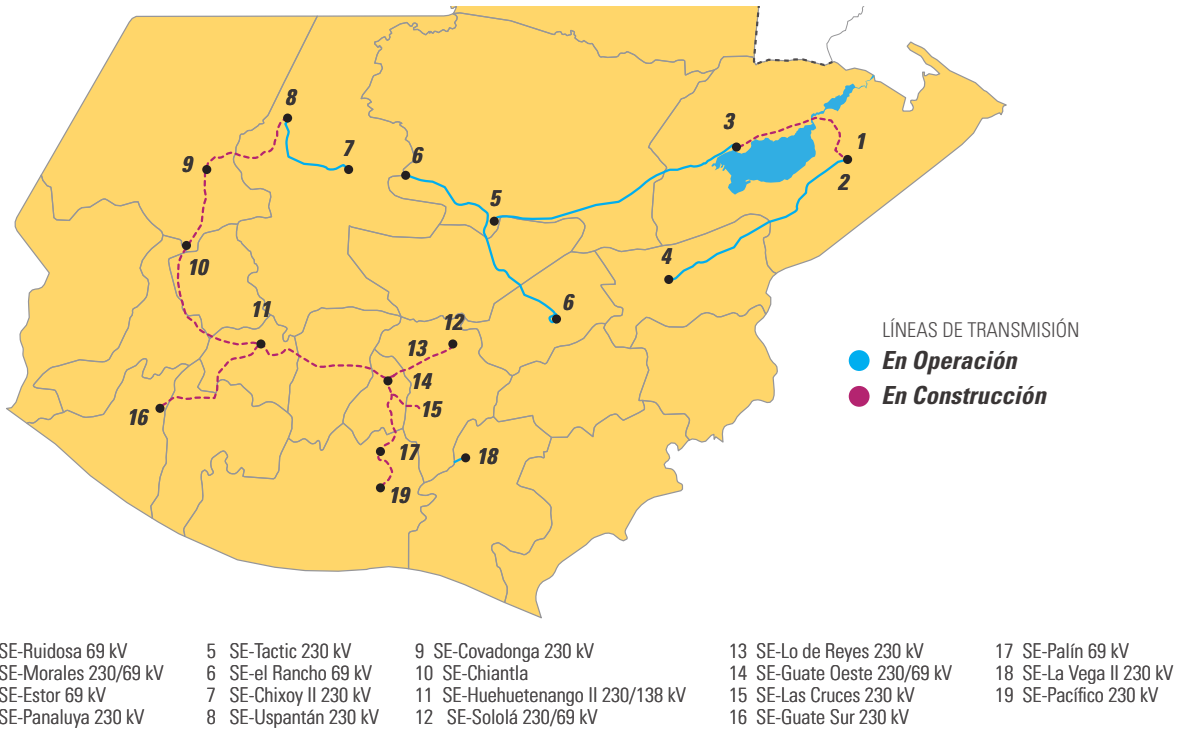 8
3
1
7
6
9
2
5
4
10
6
11
12
13
LÍNEAS DE TRANSMISIÓN
En Operación
14
En Construcción
16
15
17
18
19
SE-Ruidosa 69 kV
SE-Morales 230/69 kV
SE-Estor 69 kV
SE-Panaluya 230 kV
5 SE-Tactic 230 kV
6 SE-el Rancho 69 kV
7 SE-Chixoy II 230 kV
8 SE-Uspantán 230 kV
9 SE-Covadonga 230 kV
10 SE-Chiantla
11 SE-Huehuetenango II 230/138 kV
12 SE-Sololá 230/69 kV
13 SE-Lo de Reyes 230 kV
14 SE-Guate Oeste 230/69 kV
15 SE-Las Cruces 230 kV
16 SE-Guate Sur 230 kV
17 SE-Palín 69 kV
18 SE-La Vega II 230 kV
19 SE-Pacífico 230 kV